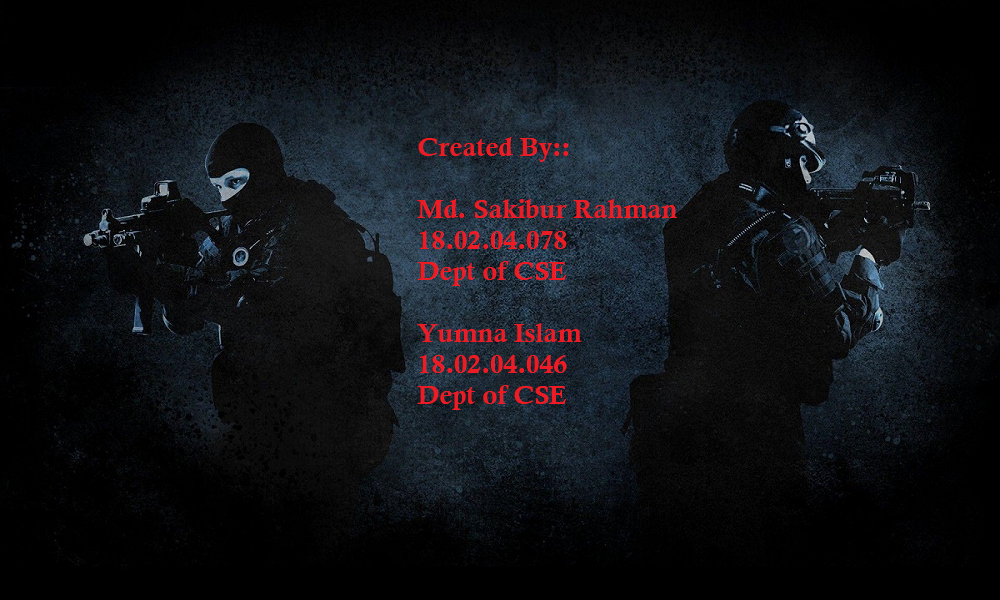 Created By::
Md. Sakibur Rahman
18.02.04.078
Dept of CSE
Yumna Islam
18.02.04.046
Dept of CSE